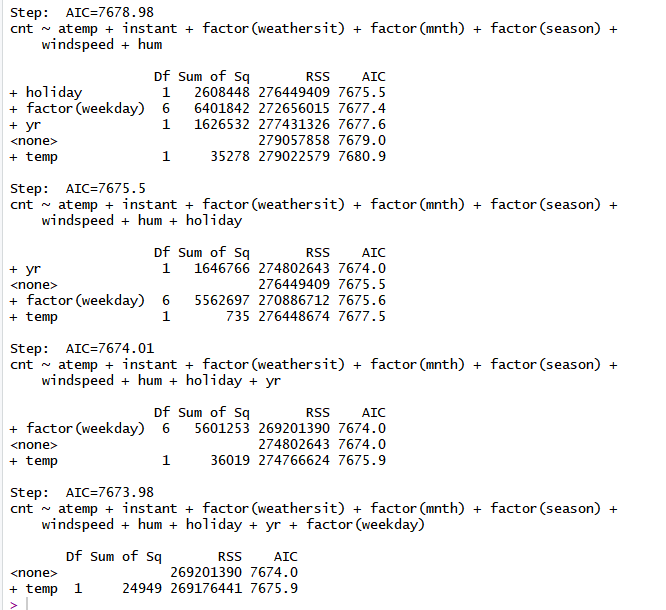 Step:  AIC=7678.98
cnt ~ atemp + instant + factor(weathersit) + factor(mnth) + factor(season) +
    windspeed + hum

                  Df Sum of Sq       RSS    AIC
+ holiday          1   2608448 276449409 7675.5
+ factor(weekday)  6   6401842 272656015 7677.4
+ yr               1   1626532 277431326 7677.6
<none>                         279057858 7679.0
+ temp             1     35278 279022579 7680.9

Step:  AIC=7675.5
cnt ~ atemp + instant + factor(weathersit) + factor(mnth) + factor(season) +
    windspeed + hum + holiday

                  Df Sum of Sq       RSS    AIC
+ yr               1   1646766 274802643 7674.0
<none>                         276449409 7675.5
+ factor(weekday)  6   5562697 270886712 7675.6
+ temp             1       735 276448674 7677.5

Step:  AIC=7674.01
cnt ~ atemp + instant + factor(weathersit) + factor(mnth) + factor(season) +
    windspeed + hum + holiday + yr

                  Df Sum of Sq       RSS    AIC
+ factor(weekday)  6   5601253 269201390 7674.0
<none>                         274802643 7674.0
+ temp             1     36019 274766624 7675.9

Step:  AIC=7673.98
cnt ~ atemp + instant + factor(weathersit) + factor(mnth) + factor(season) +
    windspeed + hum + holiday + yr + factor(weekday)

       Df Sum of Sq       RSS    AIC
<none>              269201390 7674.0
+ temp  1     24949 269176441 7675.9
>